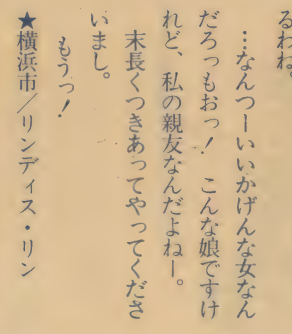 るわね。
…なんつーいいかげんな女なん
だろっもおっ！　こんな娘ですけ
れど、私の親友なんだよねー。
末長くつきあってやってくださ
いまし。
もうっ！
★横浜市／リンディス・リン